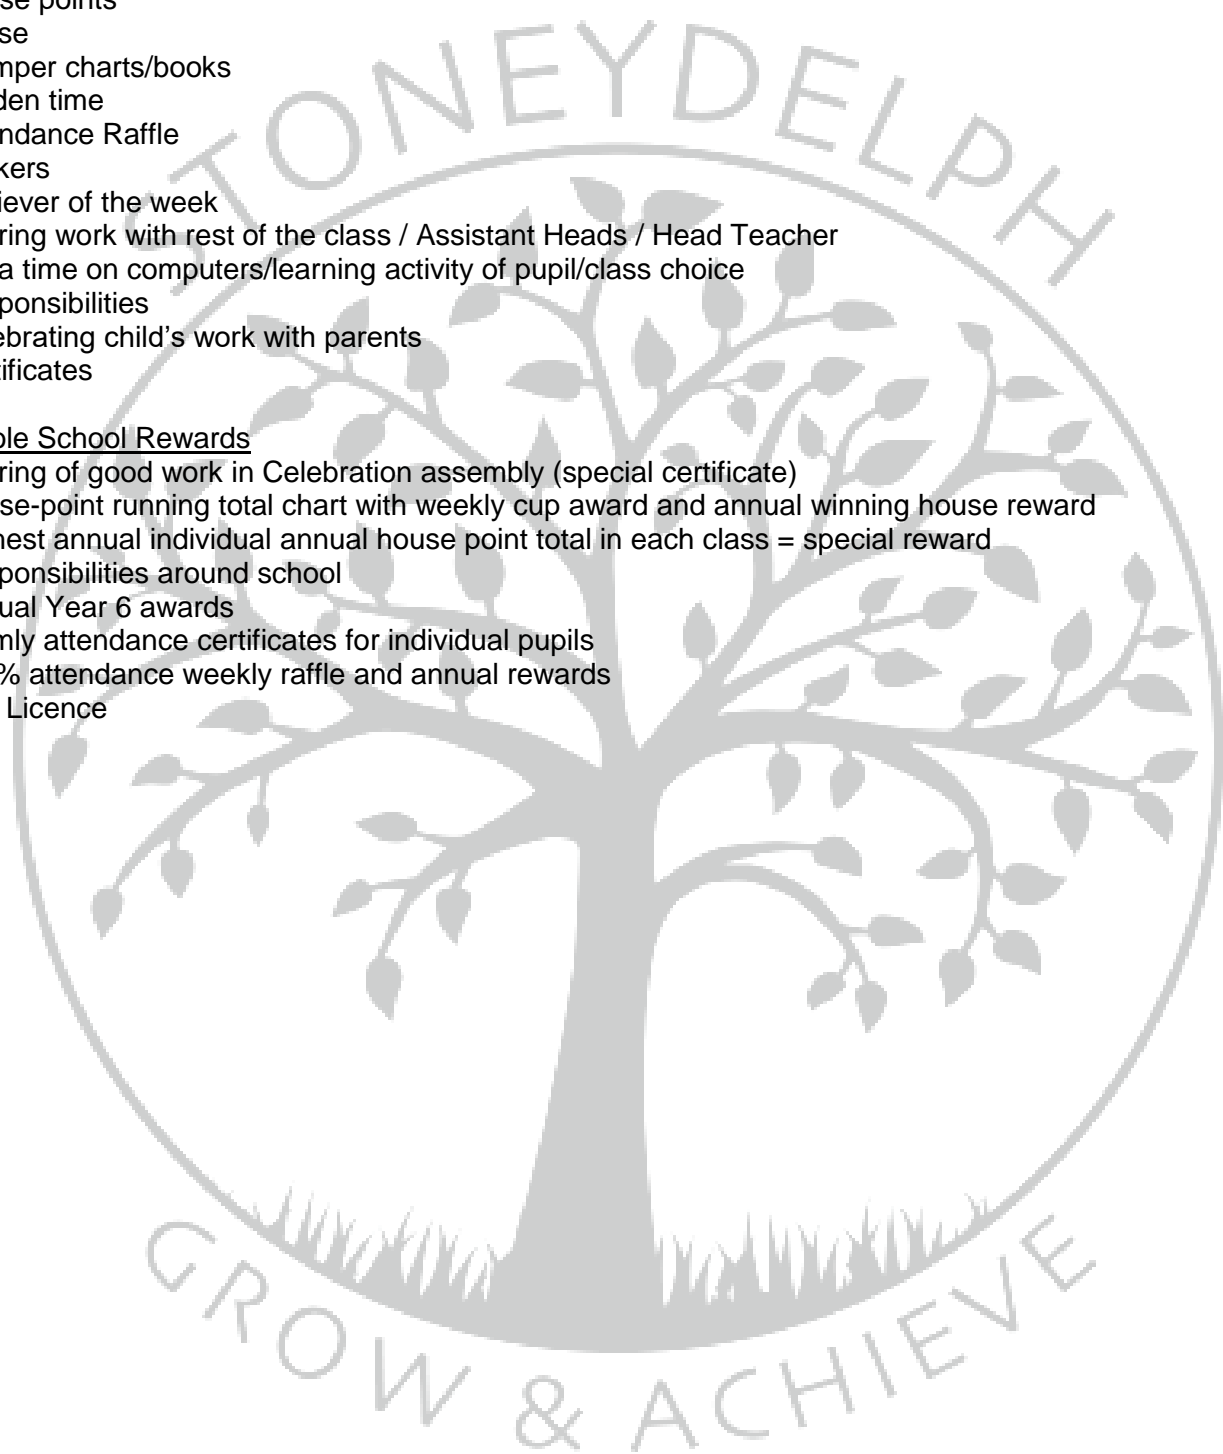 se points
se
mper charts/books
den time
ndance Raffle
kers
iever of the week
ring work with rest of the class / Assistant Heads / Head Teacher
a time on computers/learning activity of pupil/class choice
ponsibilities
ebrating child's work with parents
tificates
ole School Rewards
ring of good work in Celebration assembly (special certificate)
se-point running total chart with weekly cup award and annual winning house reward
hest annual individual annual house point total in each class = special reward
ponsibilities around school
ual Year 6 awards
mly attendance certificates for individual pupils
% attendance weekly raffle and annual rewards
Licence
STONEYDELPH
GROW & ACHIEVE